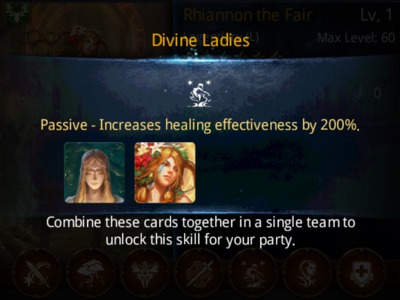 Rhiannon the Fair
Lv. 1
Max Level: 60
Divine Ladies
0
Passive - Increases healing effectiveness by 200%.
Combine these cards together in a single team to
unlock this skill for your party.